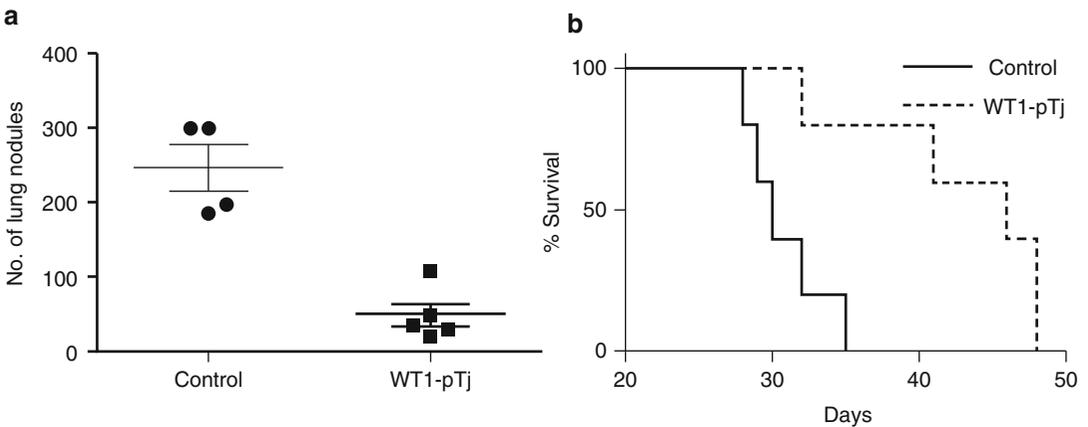 a
400
300
200
100
0
No. of lung nodules
Control
WT1-pTj
b
100
50
0
% Survival
20
30
40
50
Days
Control
WT1-pTj